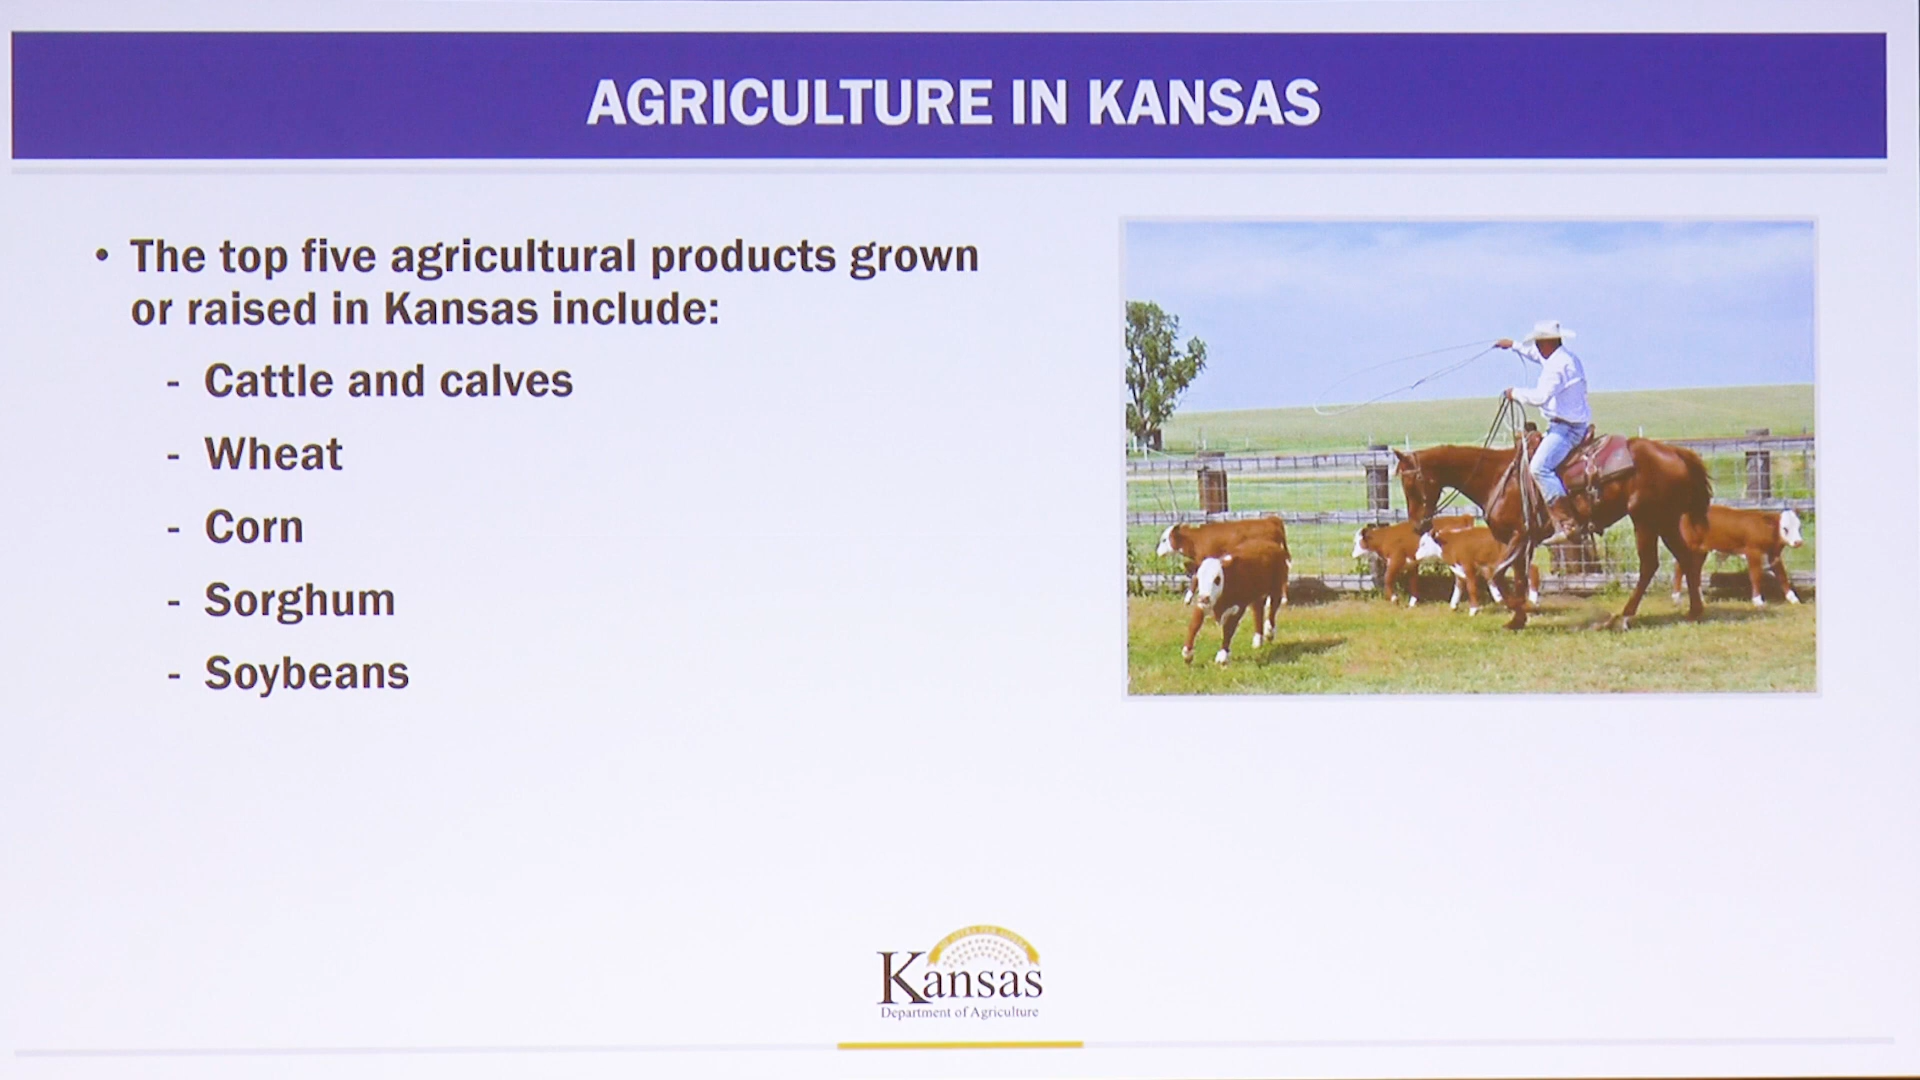 AGRICULTURE IN KANSAS
• The top five agricultural products grown
or raised in Kansas include:
- Cattle and calves
- Wheat
- Corn
- Sorghum
- Soybeans
Kansas
Department of Agriculture